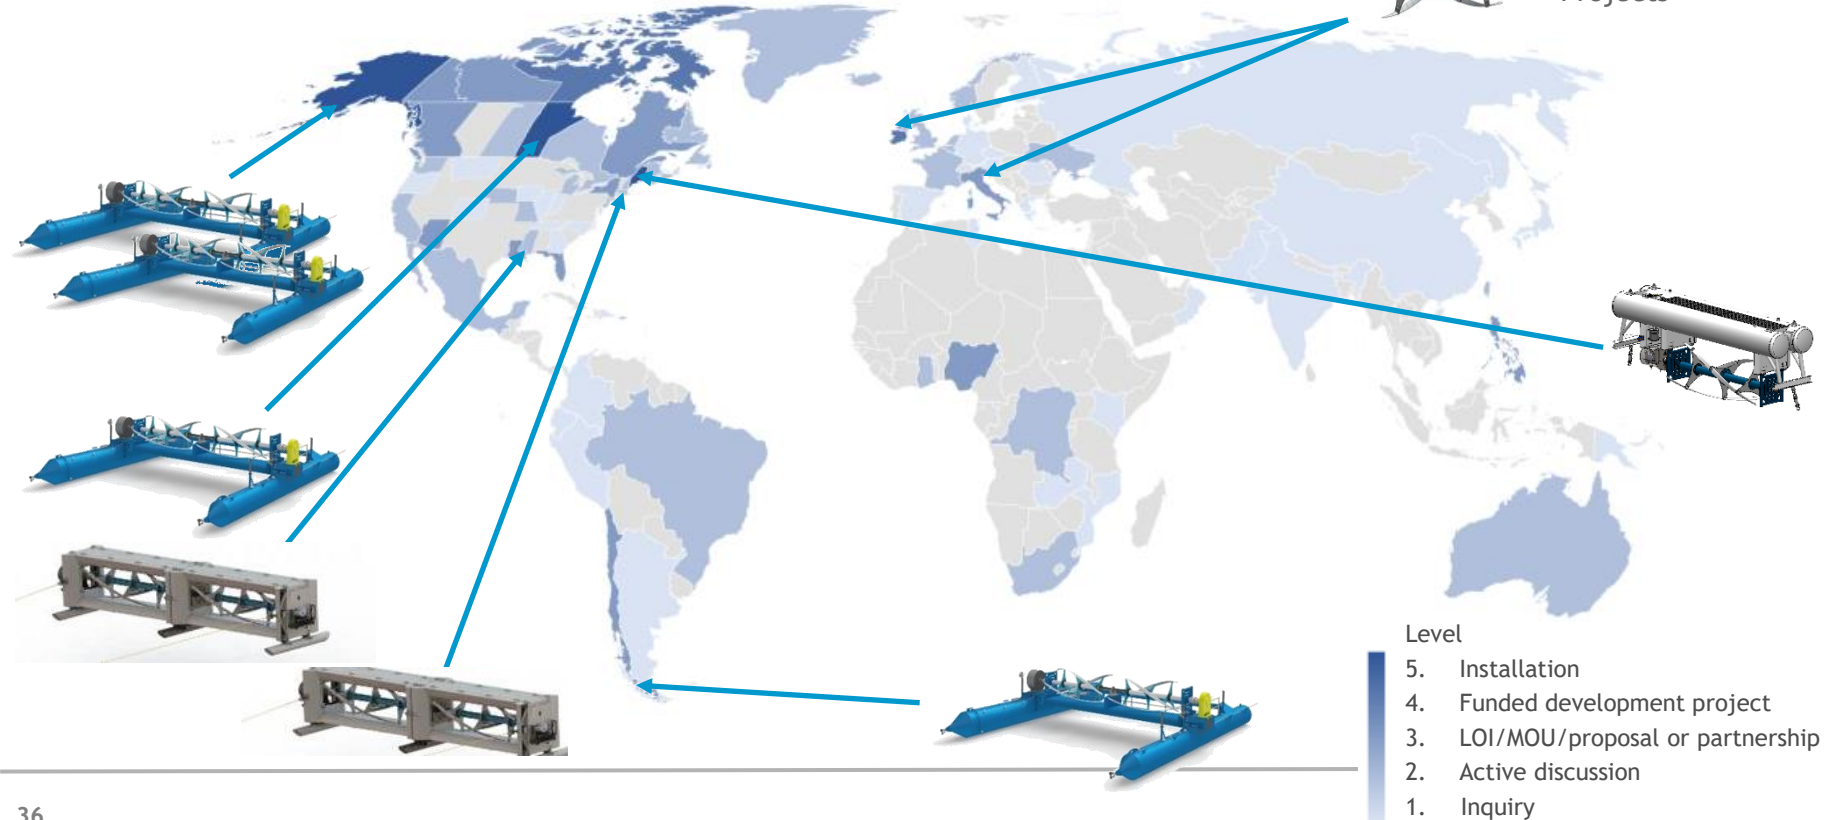 Projects
Level
5. Installation
4. Funded development project
3. LOI/MOU/proposal or partnership
2. Active discussion
1. Inquiry
36